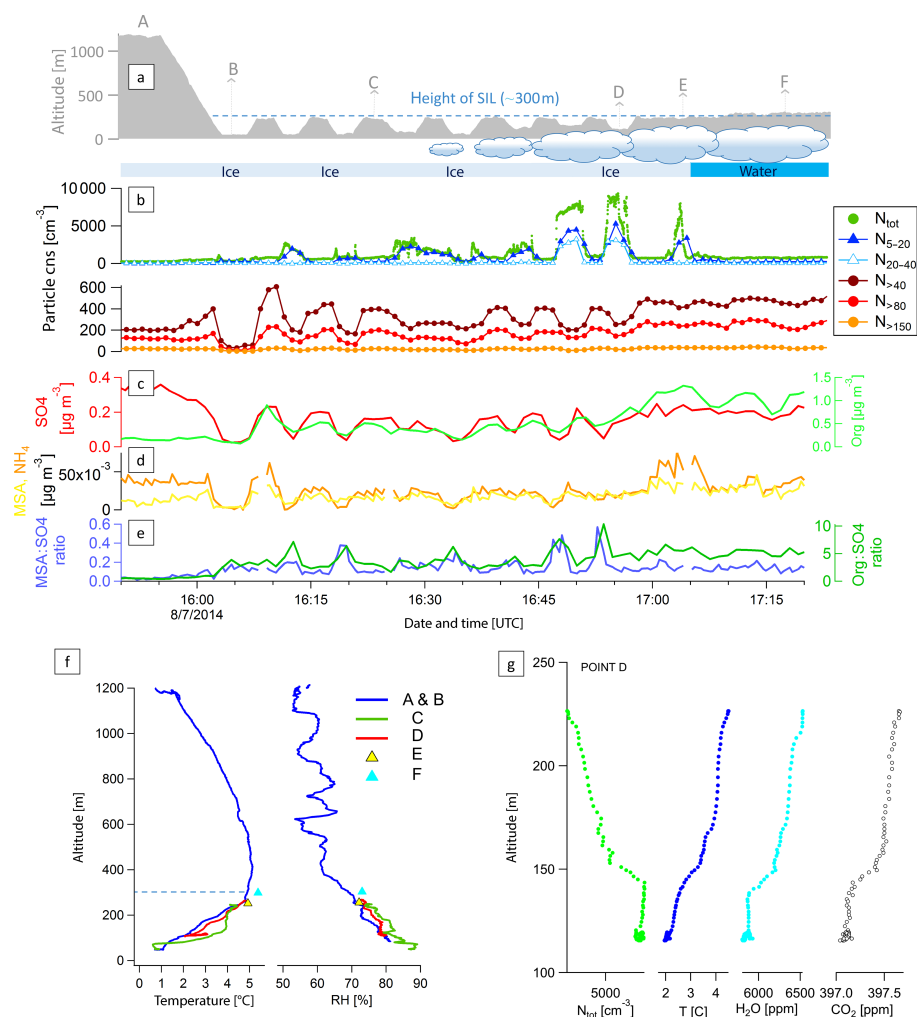 A
1000
B
C
D
E
F
a
Altitude [m]
500
Height of SIL (~300 m)
0
Ice
Ice
Ice
Ice
Water
b
10 000
5000
0
Particle cns [cm⁻³]
600
400
200
0
N_tot
N_5–20
N_20–40
N_>40
N_>80
N_>150
c
0.4
0.2
0.0
SO4
[µg m⁻³]
1.5
1.0
0.5
0.0
Org [µg m⁻³]
d
50x10⁻³
0
MSA, NH₄
[µg m⁻³]
e
0.6
0.4
0.2
0.0
MSA:SO4
ratio
10
5
0
Org:SO4
ratio
16:00
16:15
16:30
16:45
17:00
17:15
8/7/2014
Date and time [UTC]
f
1200
1000
800
600
400
200
0
Altitude [m]
A & B
C
D
E
F
0 1 2 3 4 5
50 60 70 80 90
Temperature [°C]
RH [%]
g
POINT D
250
200
150
100
Altitude [m]
5000
2 3 4
6000 6500
397.0 397.5
N_tot [cm⁻³]
T [C]
H₂O [ppm]
CO₂ [ppm]